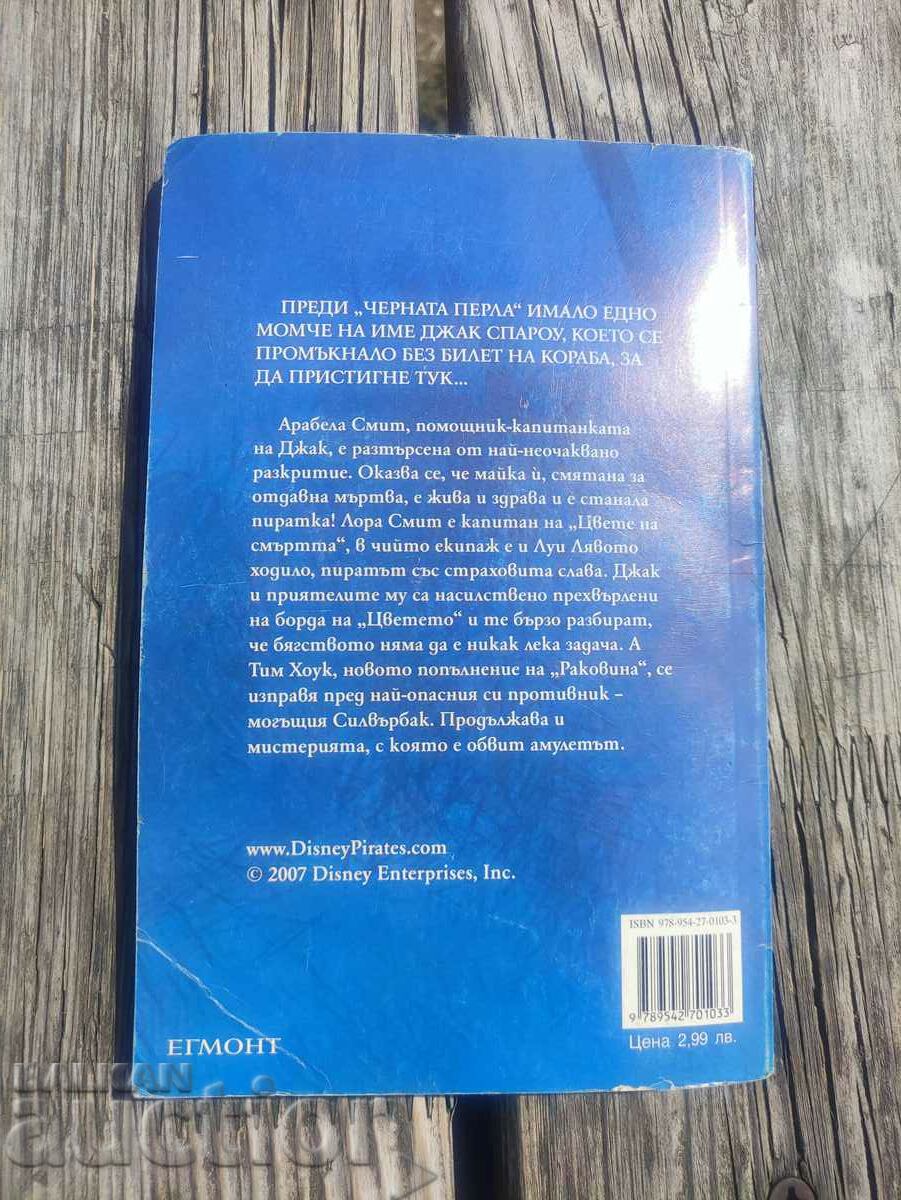 ПРЕДИ „ЧЕРНАТА ПЕРЛА“ ИМАЛО ЕДНО
МОМЧЕ НА ИМЕ ДЖАК СПАРОУ, КОЕТО СЕ
ПРОМЪКНАЛО БЕЗ БИЛЕТ НА КОРАБА, ЗА
ДА ПРИСТИГНЕ ТУК...
Арабела Смит, помощник-капитанката
на Джак, е разтърсена от най-неочаквано
разкритие. Оказва се, че майка ѝ, смятана за
отдавна мъртва, е жива и здрава и е станала
пиратка! Лора Смит е капитан на „Цвете на
смъртта“, в чийто екипаж е и Луи Лявото
ходило, пиратът със страховита слава. Джак
и приятелите му са насилствено прехвърлени
на борда на „Цветето“ и те бързо разбират,
че бягството няма да е никак лека задача. А
Тим Хоук, новото попълнение на „Раковина“, се
изправя пред най-опасния си противник –
могъщия Силвърбак. Продължава и
мистерията, с която е обвит амулетът.
www.DisneyPirates.com
© 2007 Disney Enterprises, Inc.
ISBN 978-954-27-0103-3
9 789542 701033
Цена 2,99 лв.
ЕГМОНТ
BALKAN
auction